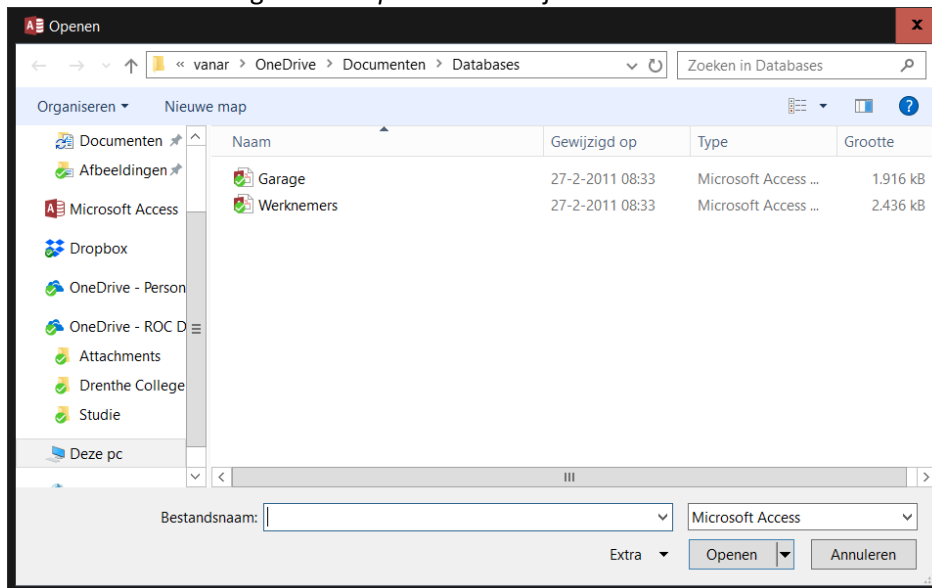 Openen
« vanar > OneDrive > Documenten > Databases
Zoeken in Databases
Organiseren
Nieuwe map
Documenten
Afbeeldingen
Microsoft Access
Dropbox
OneDrive - Person
OneDrive - ROC D
Attachments
Drenthe College
Studie
Deze pc
Naam Gewijzigd op Type Grootte
Garage 27-2-2011 08:33 Microsoft Access ... 1.916 kB
Werknemers 27-2-2011 08:33 Microsoft Access ... 2.436 kB
Bestandsnaam:
Microsoft Access
Extra
Openen
Annuleren